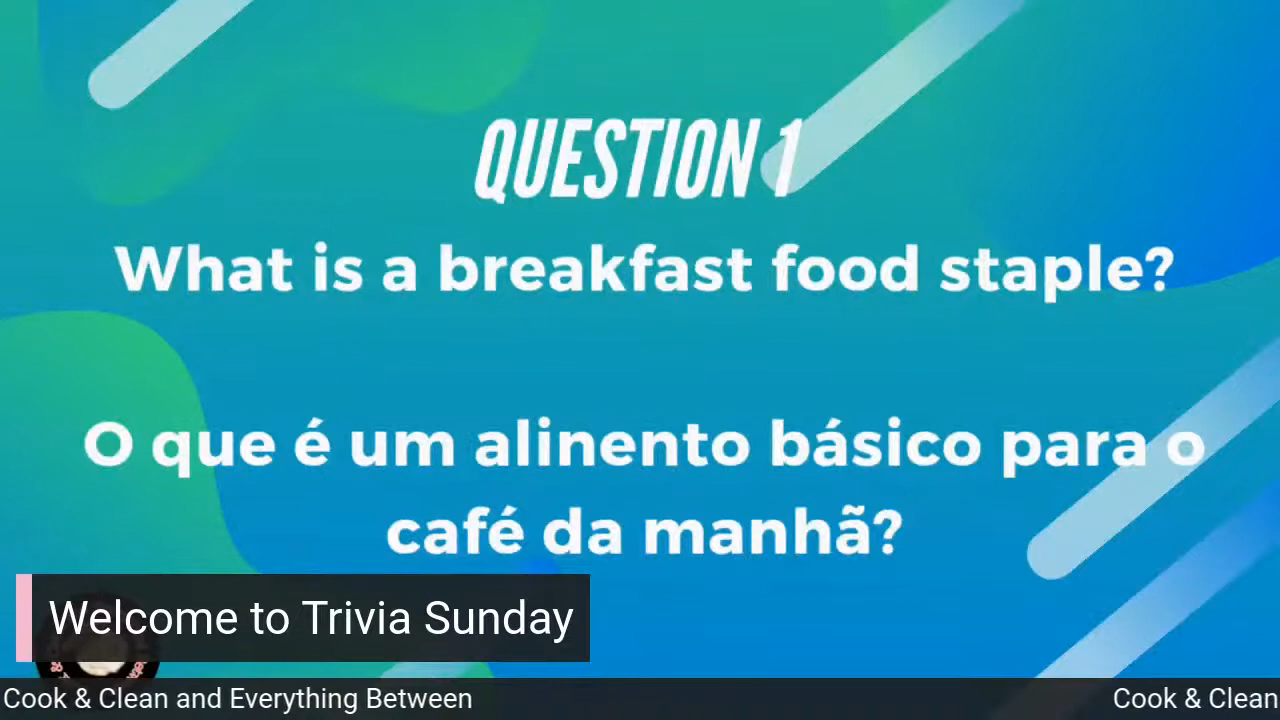 QUESTION 1
What is a breakfast food staple?
O que é um alinento básico para o
café da manhã?
Welcome to Trivia Sunday
Cook & Clean and Everything Between
Cook & Clean